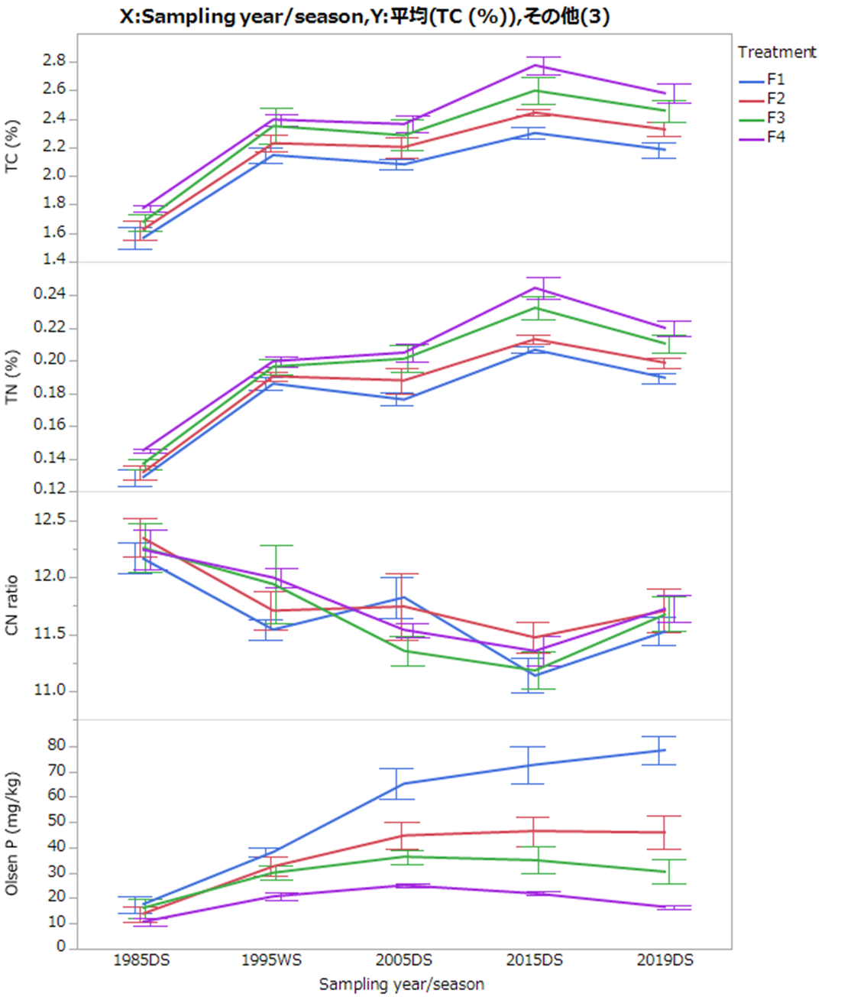 X:Sampling year/season,Y:平均(TC (%)),その他(3)
Treatment
F1
F2
F3
F4
TC (%)
2.8
2.6
2.4
2.2
2.0
1.8
1.6
1.4
TN (%)
0.24
0.22
0.20
0.18
0.16
0.14
0.12
CN ratio
12.5
12.0
11.5
11.0
Olsen P (mg/kg)
80
70
60
50
40
30
20
10
0
1985DS 1995WS 2005DS 2015DS 2019DS
Sampling year/season